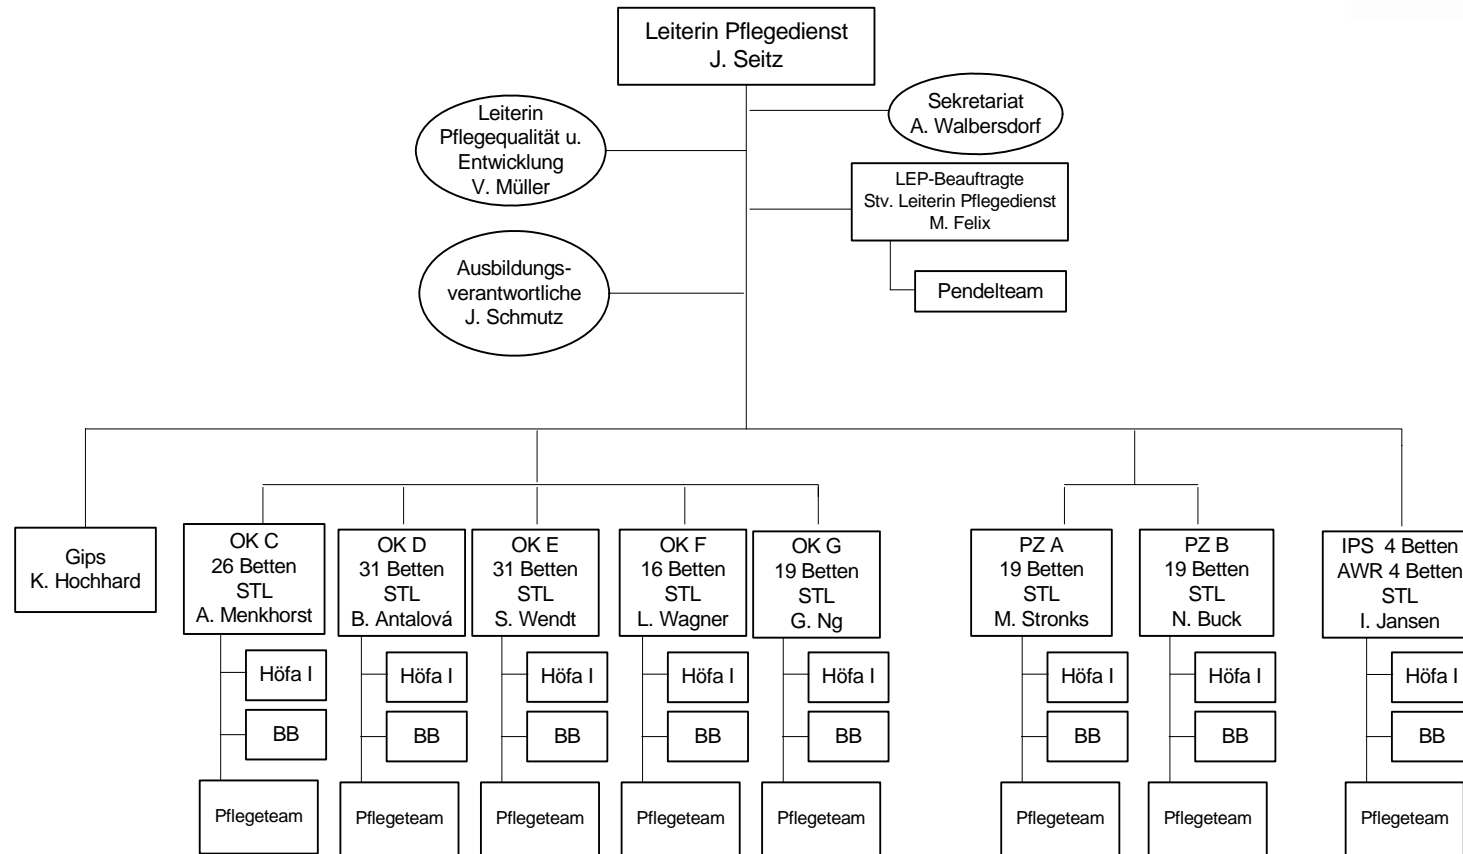 Leiterin Pflegedienst
J. Seitz
Sekretariat
A. Walbersdorf
Leiterin
Pflegequalität u.
Entwicklung
V. Müller
LEP-Beauftragte
Stv. Leiterin Pflegedienst
M. Felix
Pendelteam
Ausbildungs-
verantwortliche
J. Schmutz
Gips
K. Hochhard
OK C
26 Betten
STL
A. Menkhorst
Höfa I
BB
Pflegeteam
OK D
31 Betten
STL
B. Antalová
Höfa I
BB
Pflegeteam
OK E
31 Betten
STL
S. Wendt
Höfa I
BB
Pflegeteam
OK F
16 Betten
STL
L. Wagner
Höfa I
BB
Pflegeteam
OK G
19 Betten
STL
G. Ng
Höfa I
BB
Pflegeteam
PZ A
19 Betten
STL
M. Stronks
Höfa I
BB
Pflegeteam
PZ B
19 Betten
STL
N. Buck
Höfa I
BB
Pflegeteam
IPS 4 Betten
AWR 4 Betten
STL
I. Jansen
Höfa I
BB
Pflegeteam